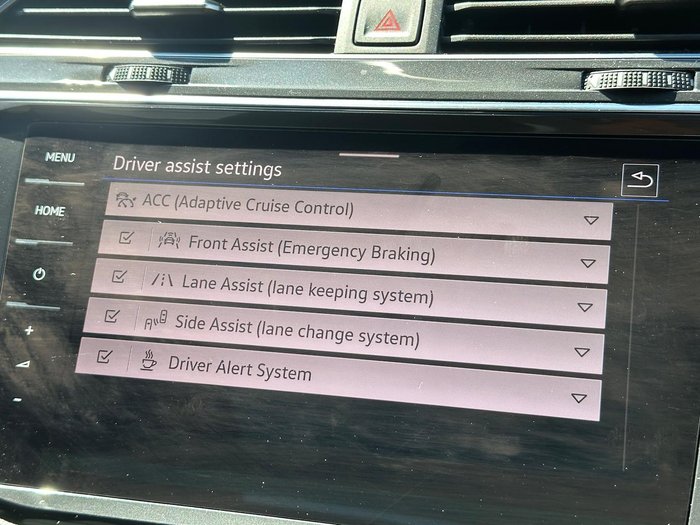 MENU
HOME
+
-
Driver assist settings
ACC (Adaptive Cruise Control)
Front Assist (Emergency Braking)
Lane Assist (lane keeping system)
Side Assist (lane change system)
Driver Alert System